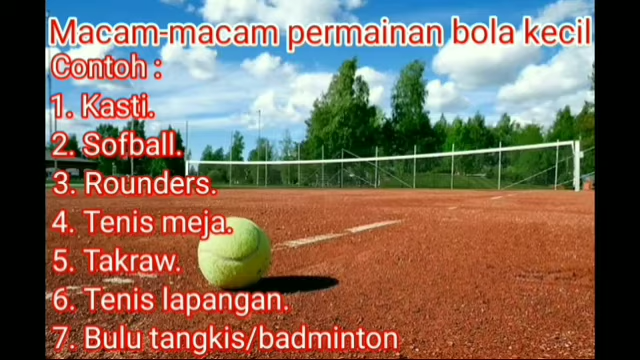 Macam-macam permainan bola kecil
Contoh :
1. Kasti.
2. Sofball.
3. Rounders.
4. Tenis meja.
5. Takraw.
6. Tenis lapangan.
7. Bulu tangkis/badminton